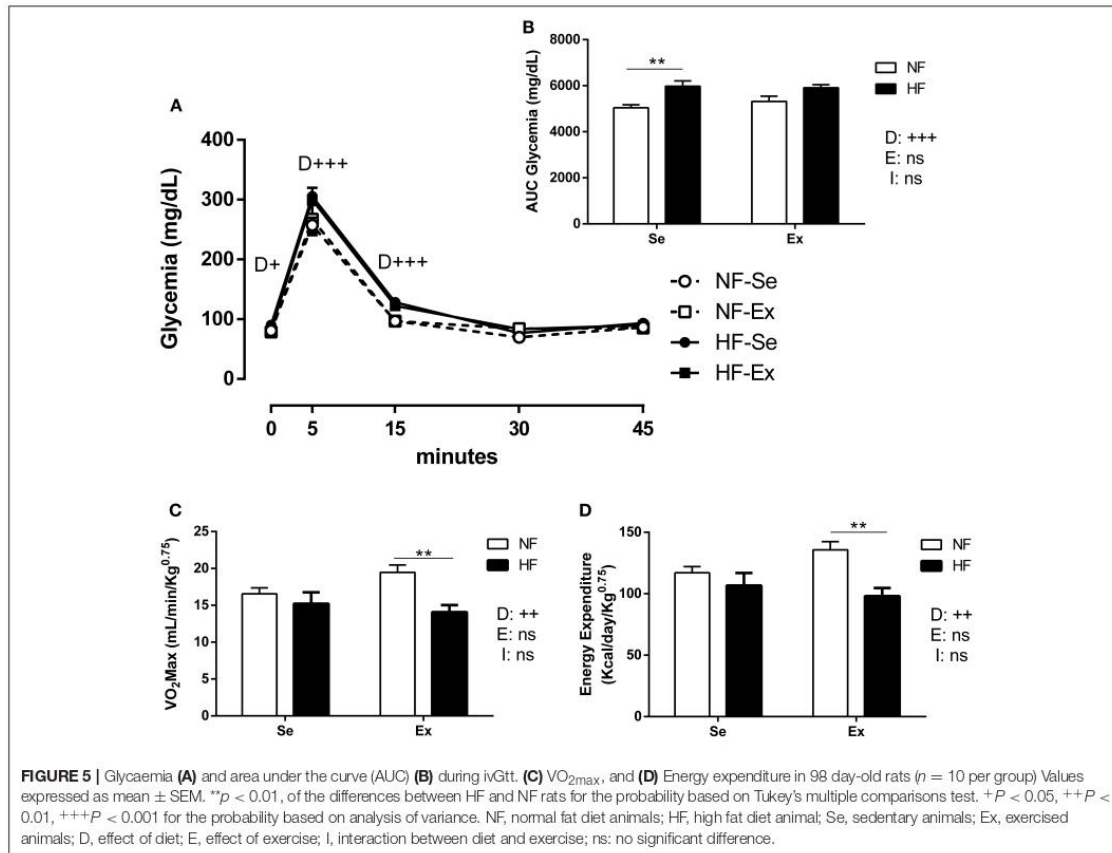 B
8000
6000
4000
2000
0
AUC Glycemia (mg/dL)
**
Se
Ex
NF
HF
D: +++
E: ns
I: ns
A
400
300
200
100
0
Glycemia (mg/dL)
D+
D+++
D+++
0 5 15 30 45
minutes
NF-Se
NF-Ex
HF-Se
HF-Ex
C
25
20
15
10
5
0
VO₂Max (mL/min/Kg⁰·⁷⁵)
**
Se
Ex
NF
HF
D: ++
E: ns
I: ns
D
150
100
50
0
Energy Expenditure
(Kcal/day/Kg⁰·⁷⁵)
**
Se
Ex
NF
HF
D: ++
E: ns
I: ns
FIGURE 5 | Glycaemia (A) and area under the curve (AUC) (B) during ivGtt. (C) VO₂max, and (D) Energy expenditure in 98 day-old rats (n = 10 per group) Values
expressed as mean ± SEM. **p < 0.01, of the differences between HF and NF rats for the probability based on Tukey's multiple comparisons test. ⁺P < 0.05, ⁺⁺P <
0.01, ⁺⁺⁺P < 0.001 for the probability based on analysis of variance. NF, normal fat diet animals; HF, high fat diet animal; Se, sedentary animals; Ex, exercised
animals; D, effect of diet; E, effect of exercise; I, interaction between diet and exercise; ns: no significant difference.